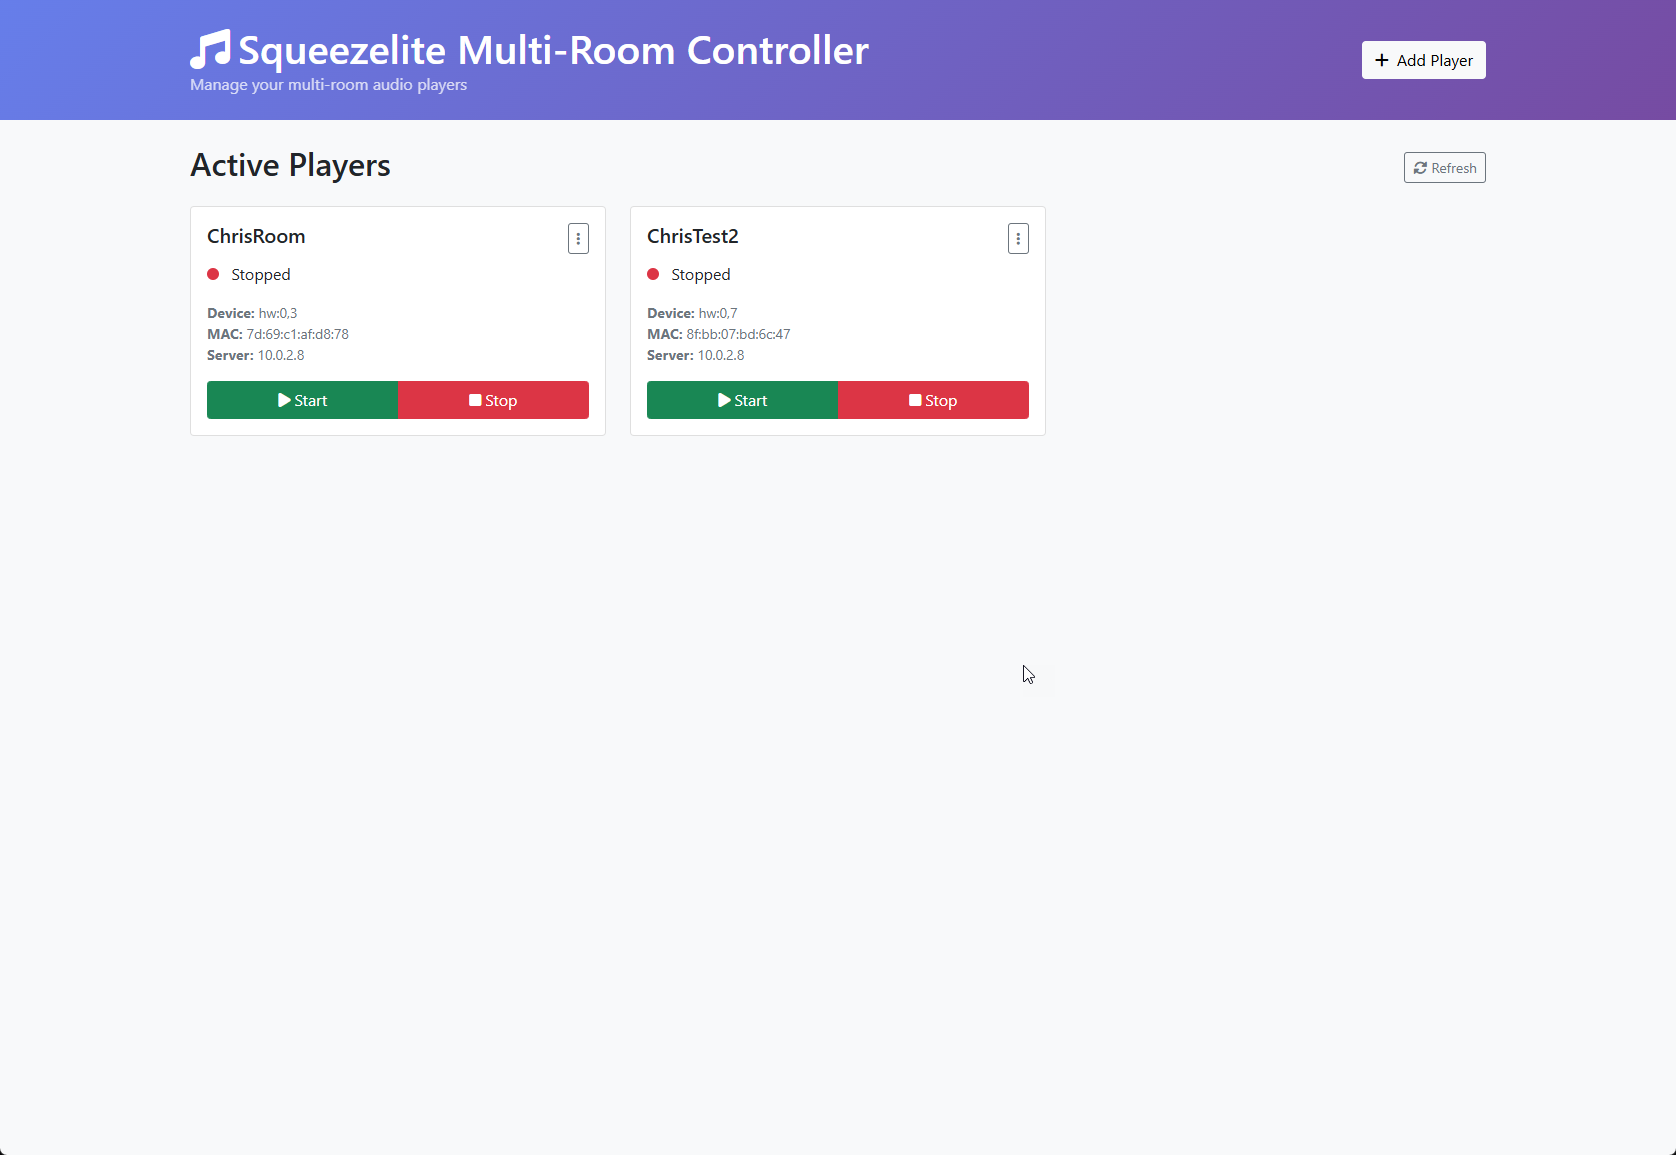 Squeezelite Multi-Room Controller
Manage your multi-room audio players
Add Player
Active Players
Refresh
ChrisRoom
Stopped
Device: hw:0,3
MAC: 7d:69:c1:af:d8:78
Server: 10.0.2.8
Start
Stop
ChrisTest2
Stopped
Device: hw:0,7
MAC: 8f:bb:07:bd:6c:47
Server: 10.0.2.8
Start
Stop